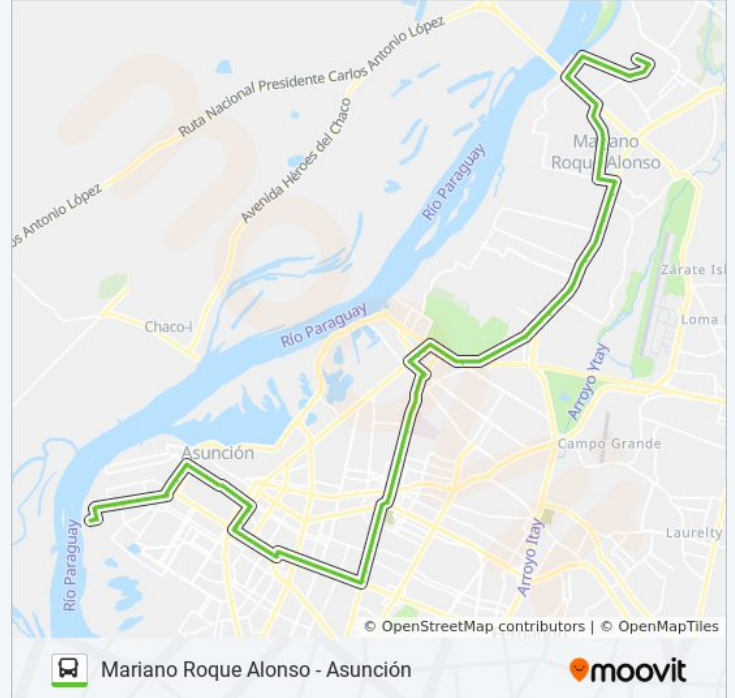 Ruta Nacional Presidente Carlos Antonio López
os Antonio López
Avenida Héroes del Chaco
Río Paraguay
Mariano
Roque Alonso
Zárate Isl
Loma
Chaco-i
Río Paraguay
Arroyo Ytay
Asunción
Campo Grande
Río Paraguay
Arroyo Itay
Laurelty
© OpenStreetMap contributors | © OpenMapTiles
Mariano Roque Alonso - Asunción
moovit